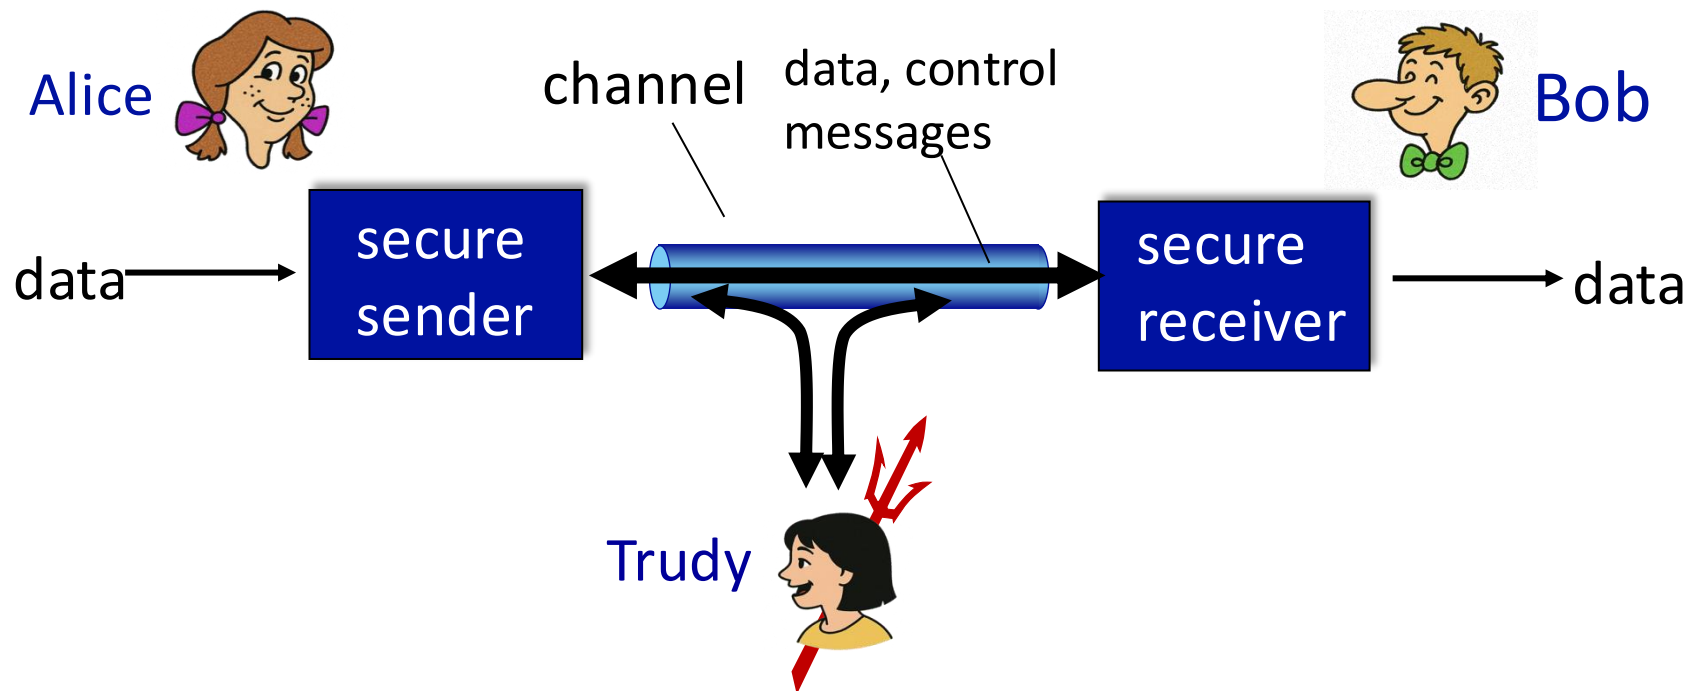 Alice
channel
data, control
messages
Bob
secure
sender
secure
receiver
data
data
Trudy